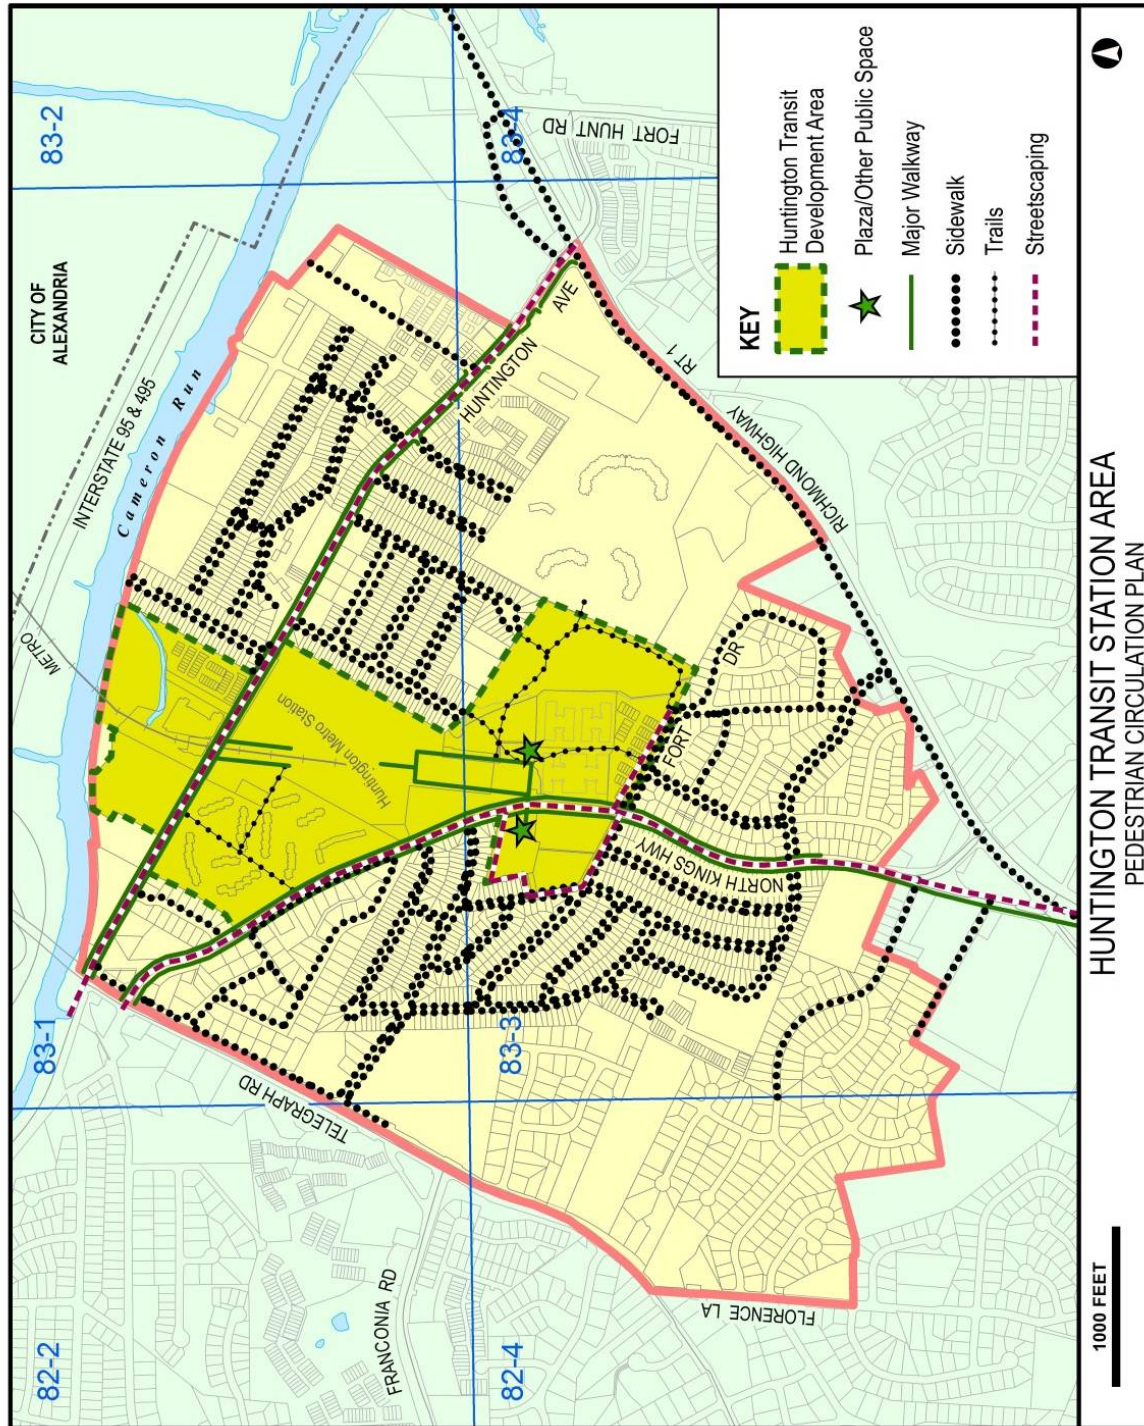 83-2
CITY OF
ALEXANDRIA
INTERSTATE 95 & 495
Cameron Run
METRO
83-1
82-2
83-4
FORT HUNT RD
HUNTINGTON
AVE
Huntington Metro Station
RT 1
RICHMOND HIGHWAY
FORT
DR
NORTH KINGS HWY
83-3
TELEGRAPH RD
FRANCONIA RD
82-4
FLORENCE LA
KEY
Huntington Transit
Development Area
Plaza/Other Public Space
Major Walkway
Sidewalk
Trails
Streetscaping
1000 FEET
HUNTINGTON TRANSIT STATION AREA
PEDESTRIAN CIRCULATION PLAN